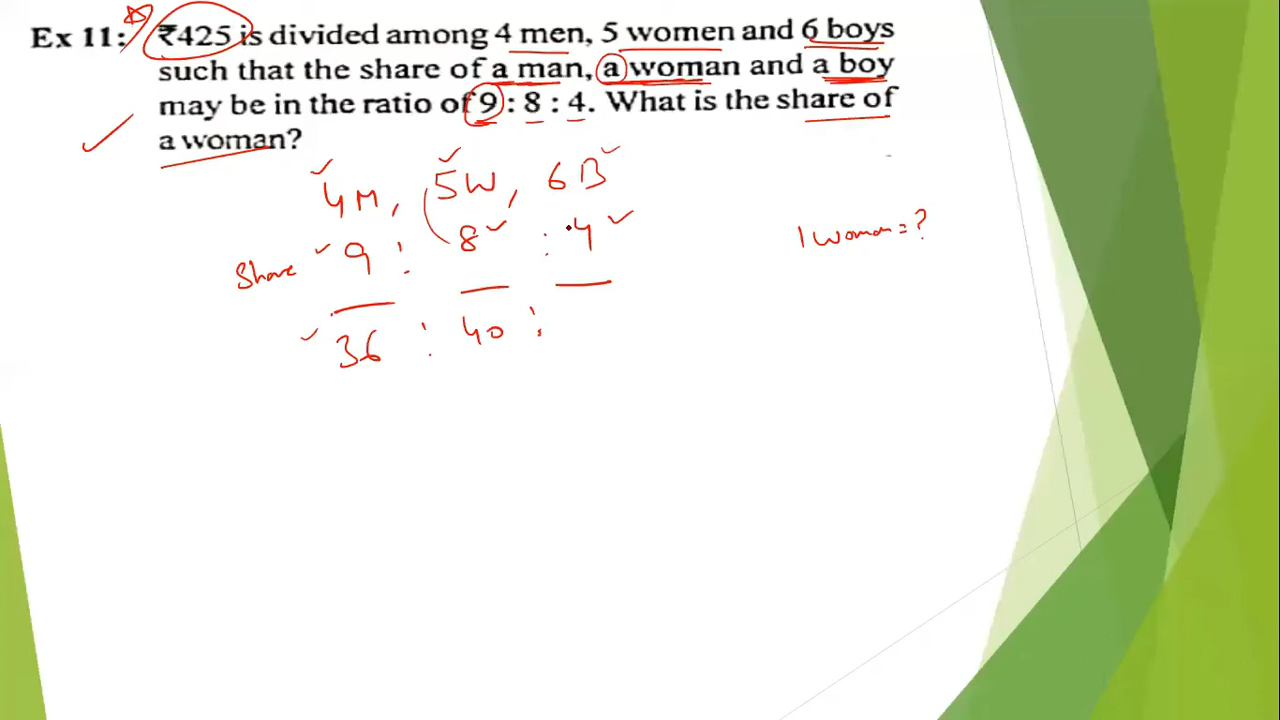 Ex 11: ₹425 is divided among 4 men, 5 women and 6 boys
such that the share of a man, a woman and a boy
may be in the ratio of 9 : 8 : 4. What is the share of
a woman?
4M, 5W, 6B
Share 9 : 8 : 4
1 Woman = ?
36 : 40 :